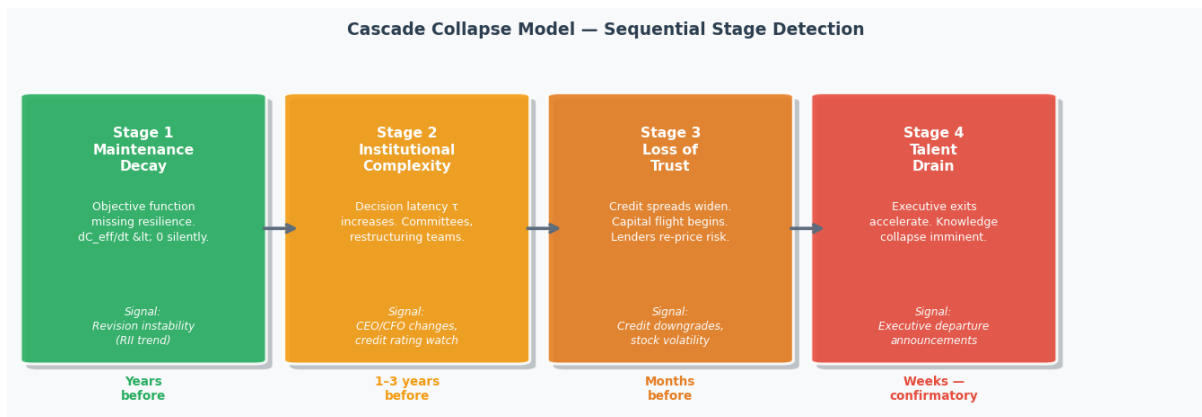 Cascade Collapse Model — Sequential Stage Detection
Stage 1
Maintenance
Decay
Objective function
missing resilience.
dC_eff/dt &lt; 0 silently.
Signal:
Revision instability
(RII trend)
Years
before
Stage 2
Institutional
Complexity
Decision latency τ
increases. Committees,
restructuring teams.
Signal:
CEO/CFO changes,
credit rating watch
1–3 years
before
Stage 3
Loss of
Trust
Credit spreads widen.
Capital flight begins.
Lenders re-price risk.
Signal:
Credit downgrades,
stock volatility
Months
before
Stage 4
Talent
Drain
Executive exits
accelerate. Knowledge
collapse imminent.
Signal:
Executive departure
announcements
Weeks —
confirmatory